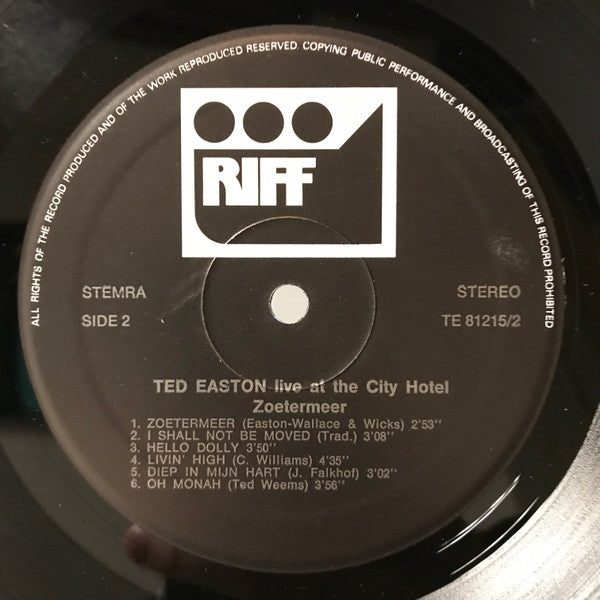 ALL RIGHTS OF THE RECORD PRODUCED AND OF THE WORK REPRODUCED RESERVED. COPYING PUBLIC PERFORMANCE AND BROADCASTING OF THIS RECORD PROHIBITED
RIFF
STEMRA STEREO
SIDE 2 TE 81215/2
TED EASTON live at the City Hotel
Zoetermeer
1. ZOETERMEER (Easton-Wallace & Wicks) 2'53''
2. I SHALL NOT BE MOVED (Trad.) 3'08''
3. HELLO DOLLY 3'50''
4. LIVIN' HIGH (C. Williams) 4'35''
5. DIEP IN MIJN HART (J. Falkhof) 3'02''
6. OH MONAH (Ted Weems) 3'56''